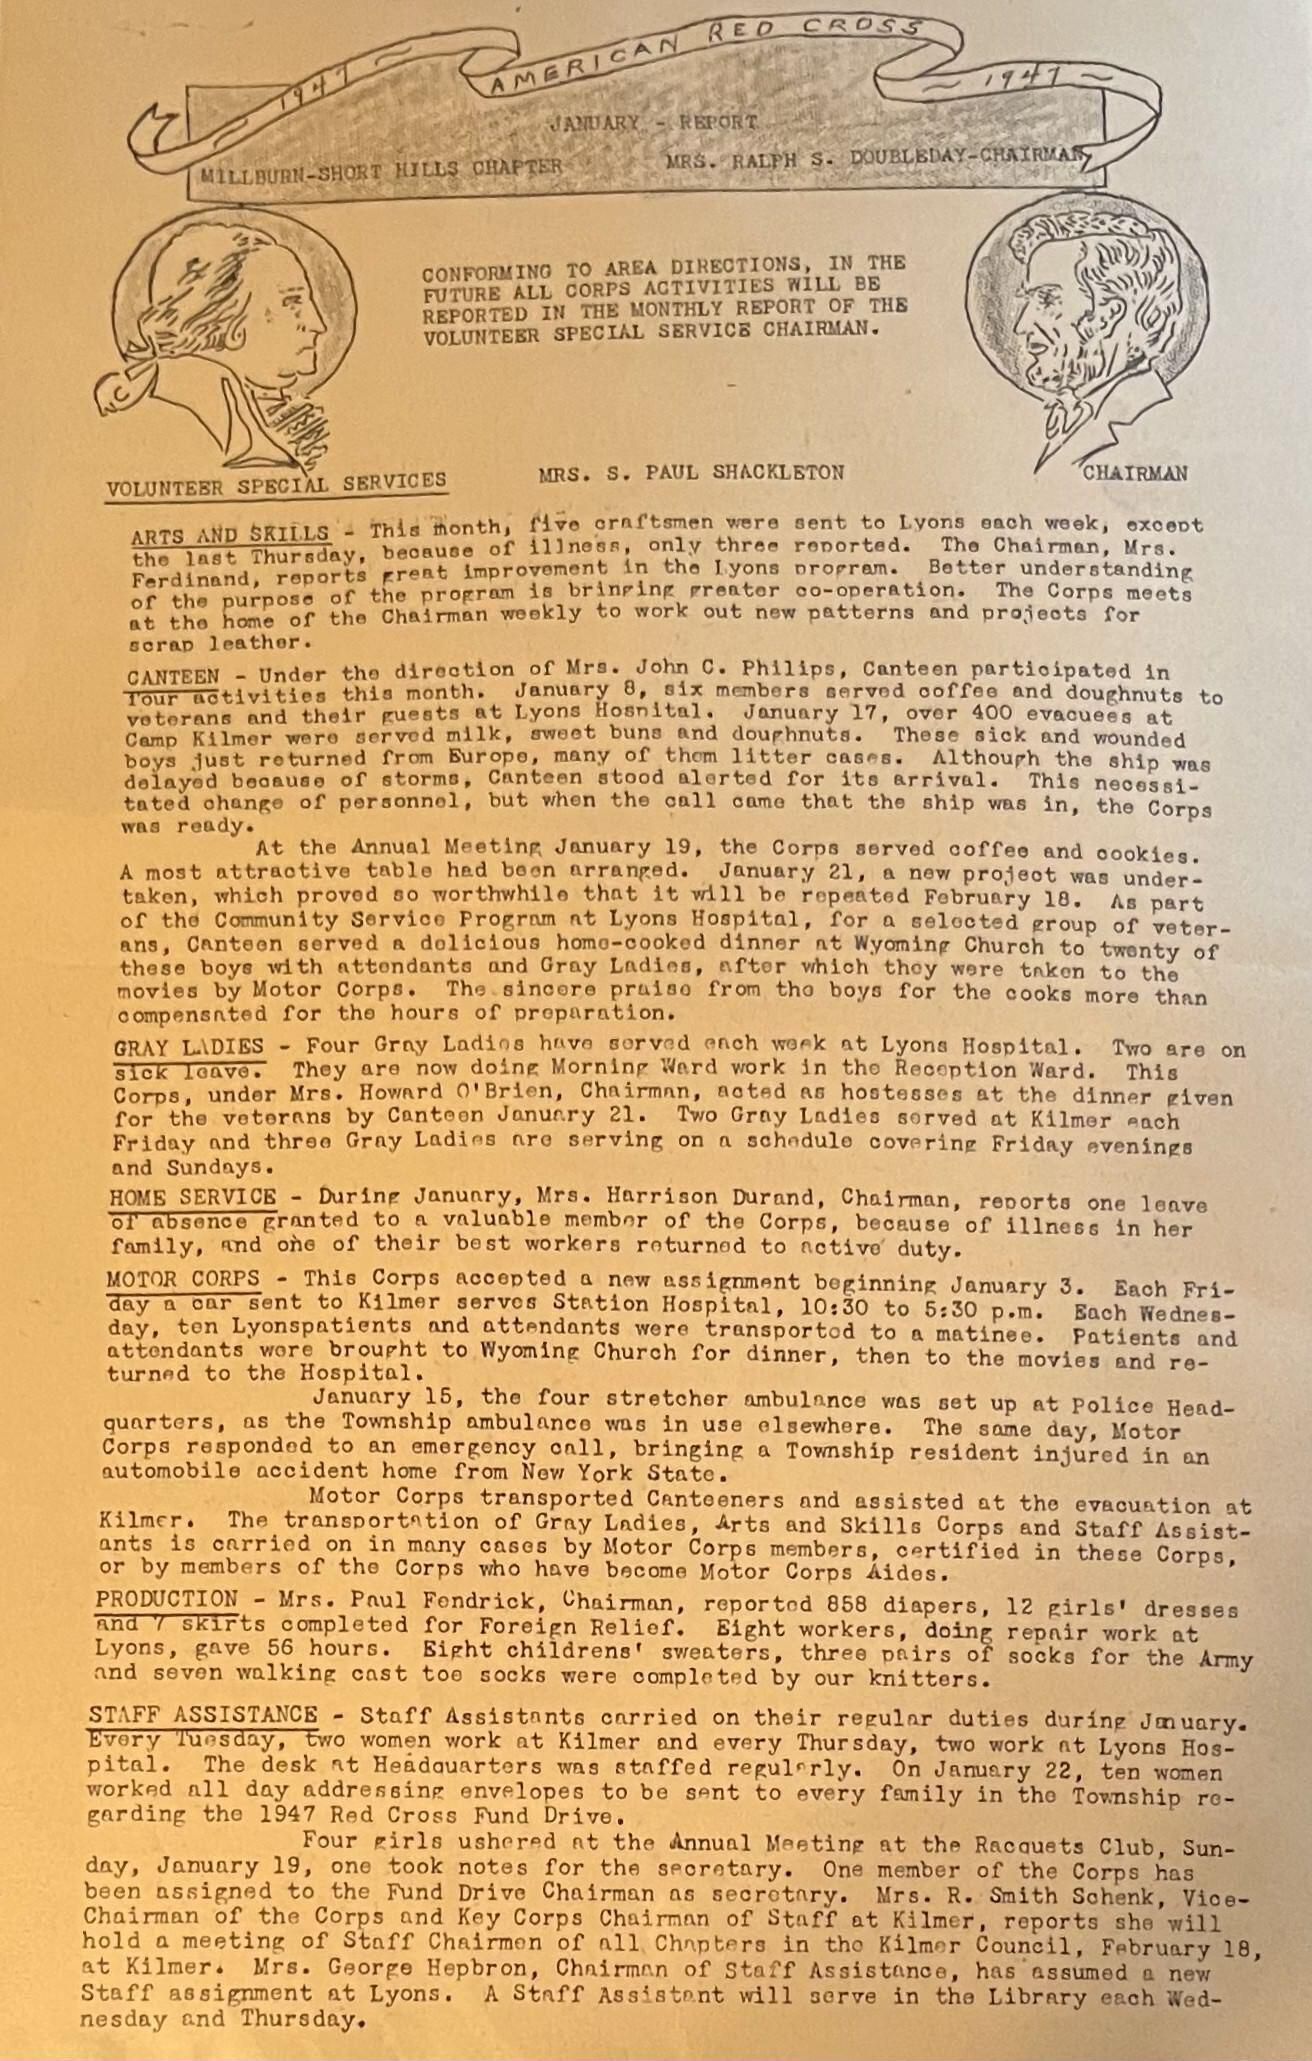 1947 AMERICAN RED CROSS 1947
JANUARY - REPORT
MILLBURN-SHORT HILLS CHAPTER MRS. RALPH S. DOUBLEDAY-CHAIRMAN
CONFORMING TO AREA DIRECTIONS, IN THE
FUTURE ALL CORPS ACTIVITIES WILL BE
REPORTED IN THE MONTHLY REPORT OF THE
VOLUNTEER SPECIAL SERVICE CHAIRMAN.
VOLUNTEER SPECIAL SERVICES MRS. S. PAUL SHACKLETON CHAIRMAN
ARTS AND SKILLS - This month, five craftsmen were sent to Lyons each week, except
the last Thursday, because of illness, only three reported. The Chairman, Mrs.
Ferdinand, reports great improvement in the Lyons program. Better understanding
of the purpose of the program is bringing greater co-operation. The Corps meets
at the home of the Chairman weekly to work out new patterns and projects for
scrap leather.
CANTEEN - Under the direction of Mrs. John C. Philips, Canteen participated in
four activities this month. January 8, six members served coffee and doughnuts to
veterans and their guests at Lyons Hospital. January 17, over 400 evacuees at
Camp Kilmer were served milk, sweet buns and doughnuts. These sick and wounded
boys just returned from Europe, many of them litter cases. Although the ship was
delayed because of storms, Canteen stood alerted for its arrival. This necessi-
tated change of personnel, but when the call came that the ship was in, the Corps
was ready.
At the Annual Meeting January 19, the Corps served coffee and cookies.
A most attractive table had been arranged. January 21, a new project was under-
taken, which proved so worthwhile that it will be repeated February 18. As part
of the Community Service Program at Lyons Hospital, for a selected group of veter-
ans, Canteen served a delicious home-cooked dinner at Wyoming Church to twenty of
these boys with attendants and Gray Ladies, after which they were taken to the
movies by Motor Corps. The sincere praise from the boys for the cooks more than
compensated for the hours of preparation.
GRAY LADIES - Four Gray Ladies have served each week at Lyons Hospital. Two are on
sick leave. They are now doing Morning Ward work in the Reception Ward. This
Corps, under Mrs. Howard O'Brien, Chairman, acted as hostesses at the dinner given
for the veterans by Canteen January 21. Two Gray Ladies served at Kilmer each
Friday and three Gray Ladies are serving on a schedule covering Friday evenings
and Sundays.
HOME SERVICE - During January, Mrs. Harrison Durand, Chairman, reports one leave
of absence granted to a valuable member of the Corps, because of illness in her
family, and one of their best workers returned to active duty.
MOTOR CORPS - This Corps accepted a new assignment beginning January 3. Each Fri-
day a car sent to Kilmer serves Station Hospital, 10:30 to 5:30 p.m. Each Wednes-
day, ten Lyonspatients and attendants were transported to a matinee. Patients and
attendants were brought to Wyoming Church for dinner, then to the movies and re-
turned to the Hospital.
January 15, the four stretcher ambulance was set up at Police Head-
quarters, as the Township ambulance was in use elsewhere. The same day, Motor
Corps responded to an emergency call, bringing a Township resident injured in an
automobile accident home from New York State.
Motor Corps transported Canteeners and assisted at the evacuation at
Kilmer. The transportation of Gray Ladies, Arts and Skills Corps and Staff Assist-
ants is carried on in many cases by Motor Corps members, certified in these Corps,
or by members of the Corps who have become Motor Corps Aides.
PRODUCTION - Mrs. Paul Fendrick, Chairman, reported 858 diapers, 12 girls' dresses
and 7 skirts completed for Foreign Relief. Eight workers, doing repair work at
Lyons, gave 56 hours. Eight childrens' sweaters, three pairs of socks for the Army
and seven walking cast toe socks were completed by our knitters.
STAFF ASSISTANCE - Staff Assistants carried on their regular duties during January.
Every Tuesday, two women work at Kilmer and every Thursday, two work at Lyons Hos-
pital. The desk at Headquarters was staffed regularly. On January 22, ten women
worked all day addressing envelopes to be sent to every family in the Township re-
garding the 1947 Red Cross Fund Drive.
Four girls ushered at the Annual Meeting at the Racquets Club, Sun-
day, January 19, one took notes for the secretary. One member of the Corps has
been assigned to the Fund Drive Chairman as secretary. Mrs. R. Smith Schenk, Vice-
Chairman of the Corps and Key Corps Chairman of Staff at Kilmer, reports she will
hold a meeting of Staff Chairmen of all Chapters in the Kilmer Council, February 18,
at Kilmer. Mrs. George Hepbron, Chairman of Staff Assistance, has assumed a new
Staff assignment at Lyons. A Staff Assistant will serve in the Library each Wed-
nesday and Thursday.